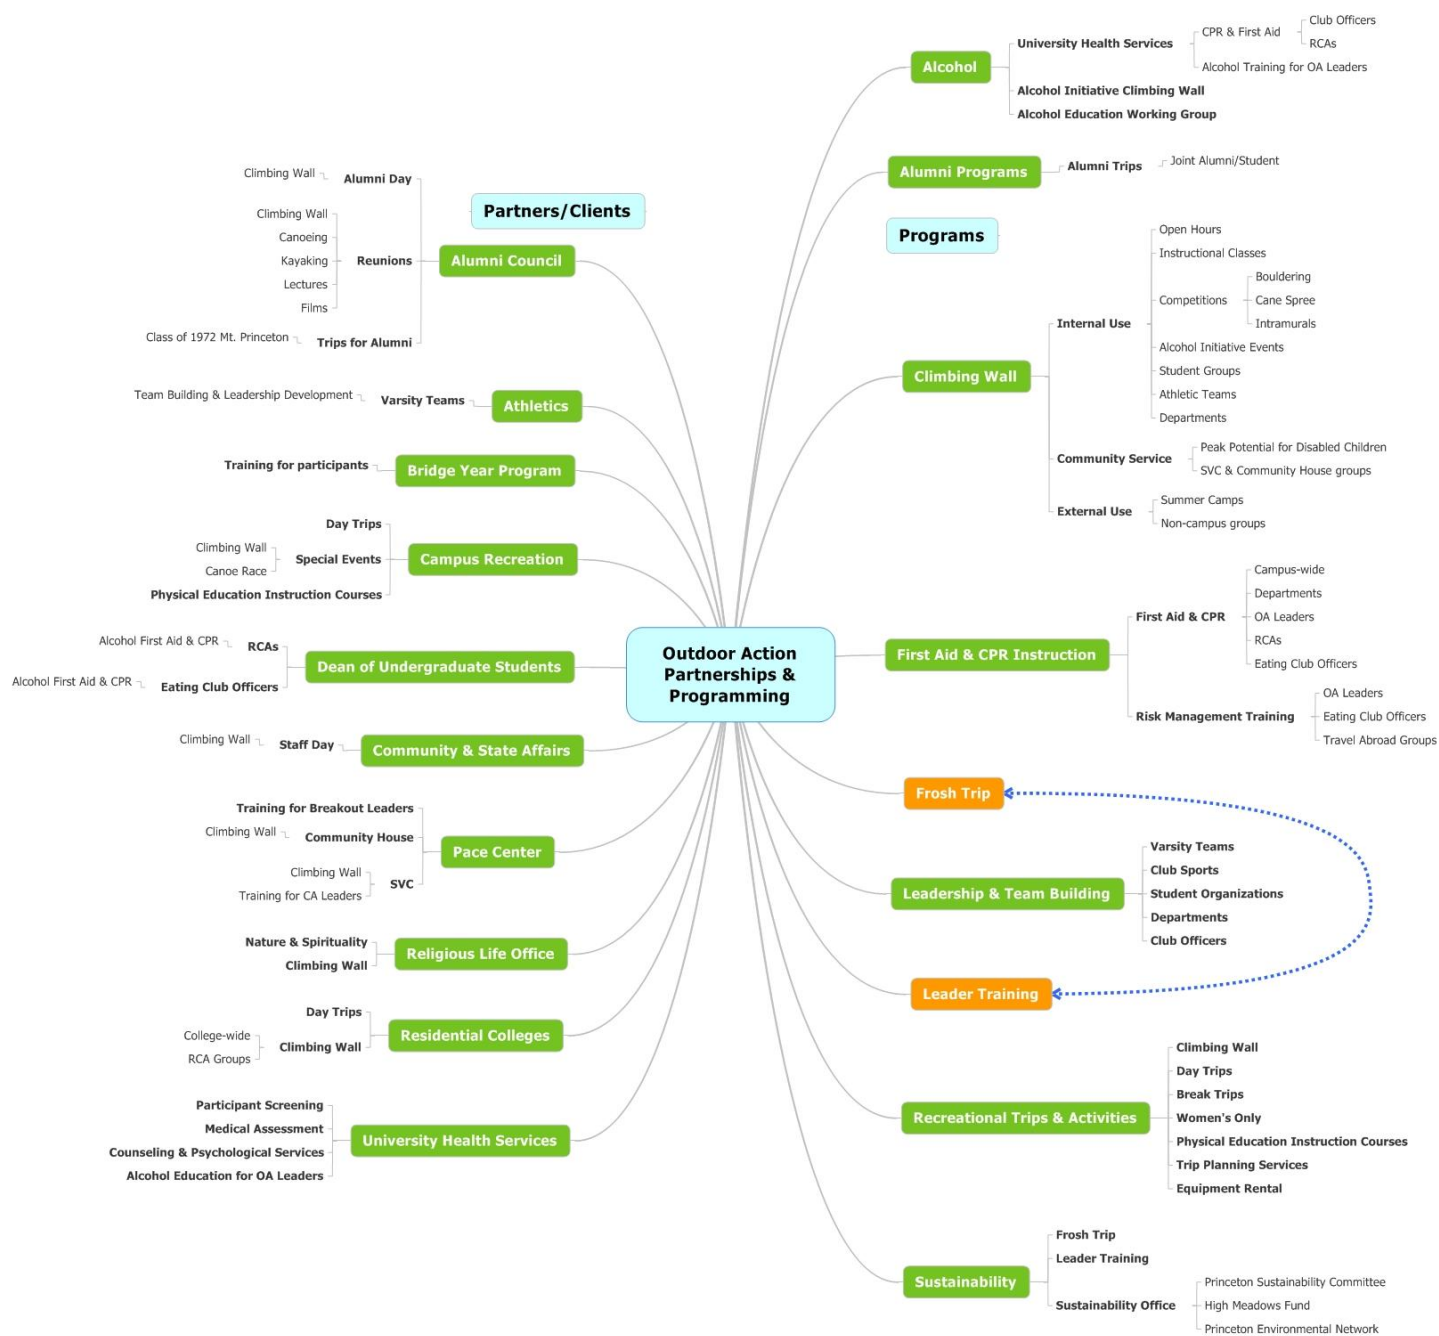 Outdoor Action
Partnerships &
Programming
Partners/Clients
Alumni Council
Alumni Day
Climbing Wall
Reunions
Climbing Wall
Canoeing
Kayaking
Lectures
Films
Trips for Alumni
Class of 1972 Mt. Princeton
Athletics
Varsity Teams
Team Building & Leadership Development
Bridge Year Program
Training for participants
Campus Recreation
Day Trips
Special Events
Climbing Wall
Canoe Race
Physical Education Instruction Courses
Dean of Undergraduate Students
RCAs
Alcohol First Aid & CPR
Eating Club Officers
Alcohol First Aid & CPR
Community & State Affairs
Staff Day
Climbing Wall
Pace Center
Training for Breakout Leaders
Community House
Climbing Wall
SVC
Climbing Wall
Training for CA Leaders
Religious Life Office
Nature & Spirituality
Climbing Wall
Residential Colleges
Day Trips
Climbing Wall
College-wide
RCA Groups
University Health Services
Participant Screening
Medical Assessment
Counseling & Psychological Services
Alcohol Education for OA Leaders
Programs
Alcohol
University Health Services
CPR & First Aid
Club Officers
RCAs
Alcohol Training for OA Leaders
Alcohol Initiative Climbing Wall
Alcohol Education Working Group
Alumni Programs
Alumni Trips
Joint Alumni/Student
Climbing Wall
Internal Use
Open Hours
Instructional Classes
Competitions
Bouldering
Cane Spree
Intramurals
Alcohol Initiative Events
Student Groups
Athletic Teams
Departments
Community Service
Peak Potential for Disabled Children
SVC & Community House groups
External Use
Summer Camps
Non-campus groups
First Aid & CPR Instruction
First Aid & CPR
Campus-wide
Departments
OA Leaders
RCAs
Eating Club Officers
Risk Management Training
OA Leaders
Eating Club Officers
Travel Abroad Groups
Frosh Trip
Leadership & Team Building
Varsity Teams
Club Sports
Student Organizations
Departments
Club Officers
Leader Training
Recreational Trips & Activities
Climbing Wall
Day Trips
Break Trips
Women's Only
Physical Education Instruction Courses
Trip Planning Services
Equipment Rental
Sustainability
Frosh Trip
Leader Training
Sustainability Office
Princeton Sustainability Committee
High Meadows Fund
Princeton Environmental Network